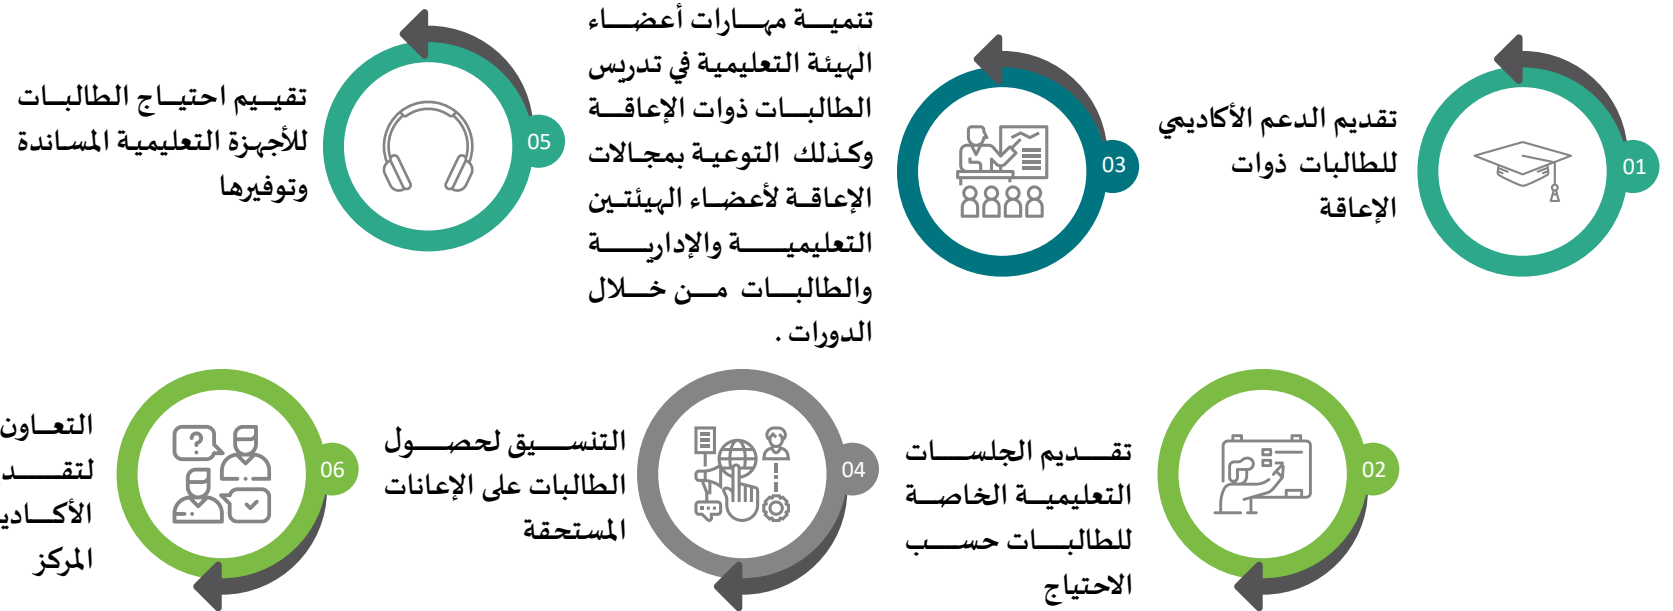 01
تقديم الدعم الأكاديمي
للطالبات ذوات
الإعاقة
02
تقديم الجلسات
التعليمية الخاصة
للطالبات حسب
الاحتياج
03
تنمية مهارات أعضاء
الهيئة التعليمية في تدريس
الطالبات ذوات الإعاقة
وكذلك التوعية بمجالات
الإعاقة لأعضاء الهيئتين
التعليمية والإدارية
والطالبات من خلال
الدورات .
04
التنسيق لحصول
الطالبات على الإعانات
المستحقة
05
تقييم احتياج الطالبات
للأجهزة التعليمية المساندة
وتوفيرها
06
التعاون
المركز